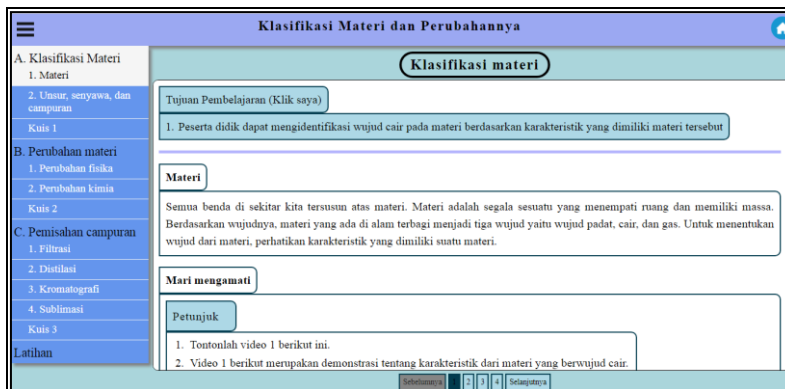 Klasifikasi Materi dan Perubahannya
A. Klasifikasi Materi
1. Materi
2. Unsur, senyawa, dan
campuran
Kuis 1
B. Perubahan materi
1. Perubahan fisika
2. Perubahan kimia
Kuis 2
C. Pemisahan campuran
1. Filtrasi
2. Distilasi
3. Kromatografi
4. Sublimasi
Kuis 3
Latihan
Klasifikasi materi
Tujuan Pembelajaran (Klik saya)
1. Peserta didik dapat mengidentifikasi wujud cair pada materi berdasarkan karakteristik yang dimiliki materi tersebut
Materi
Semua benda di sekitar kita tersusun atas materi. Materi adalah segala sesuatu yang menempati ruang dan memiliki massa.
Berdasarkan wujudnya, materi yang ada di alam terbagi menjadi tiga wujud yaitu wujud padat, cair, dan gas. Untuk menentukan
wujud dari materi, perhatikan karakteristik yang dimiliki suatu materi.
Mari mengamati
Petunjuk
1. Tontonlah video 1 berikut ini.
2. Video 1 berikut merupakan demonstrasi tentang karakteristik dari materi yang berwujud cair.
Sebelumnya 1 2 3 4 Selanjutnya